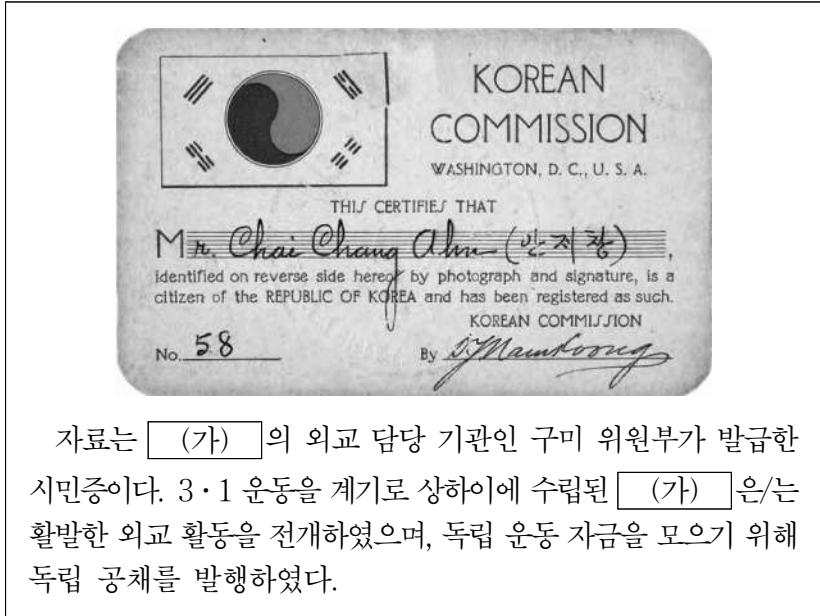 KOREAN
COMMISSION
WASHINGTON, D. C., U. S. A.
THIS CERTIFIES THAT
Mr. Chai Chang Ahn (안재창),
identified on reverse side hereof by photograph and signature, is a
citizen of the REPUBLIC OF KOREA and has been registered as such.
KOREAN COMMISSION
No. 58 By
자료는 (가) 의 외교 담당 기관인 구미 위원부가 발급한
시민증이다. 3·1 운동을 계기로 상하이에 수립된 (가) 은/는
활발한 외교 활동을 전개하였으며, 독립 운동 자금을 모으기 위해
독립 공채를 발행하였다.